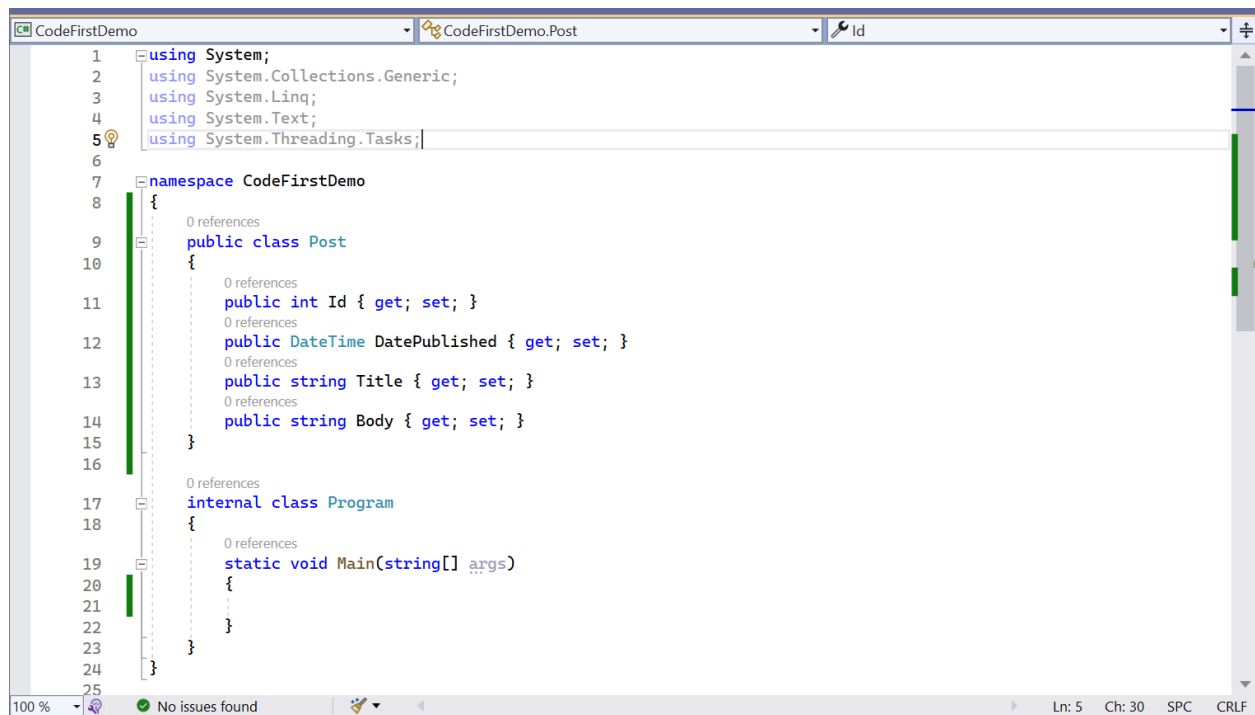 C# CodeFirstDemo CodeFirstDemo.Post Id
1 using System;
2 using System.Collections.Generic;
3 using System.Linq;
4 using System.Text;
5 using System.Threading.Tasks;
6
7 namespace CodeFirstDemo
8 {
0 references
9 public class Post
10 {
0 references
11 public int Id { get; set; }
0 references
12 public DateTime DatePublished { get; set; }
0 references
13 public string Title { get; set; }
0 references
14 public string Body { get; set; }
15 }
16
0 references
17 internal class Program
18 {
0 references
19 static void Main(string[] args)
20 {
21
22 }
23 }
24 }
25
100 % No issues found Ln: 5 Ch: 30 SPC CRLF